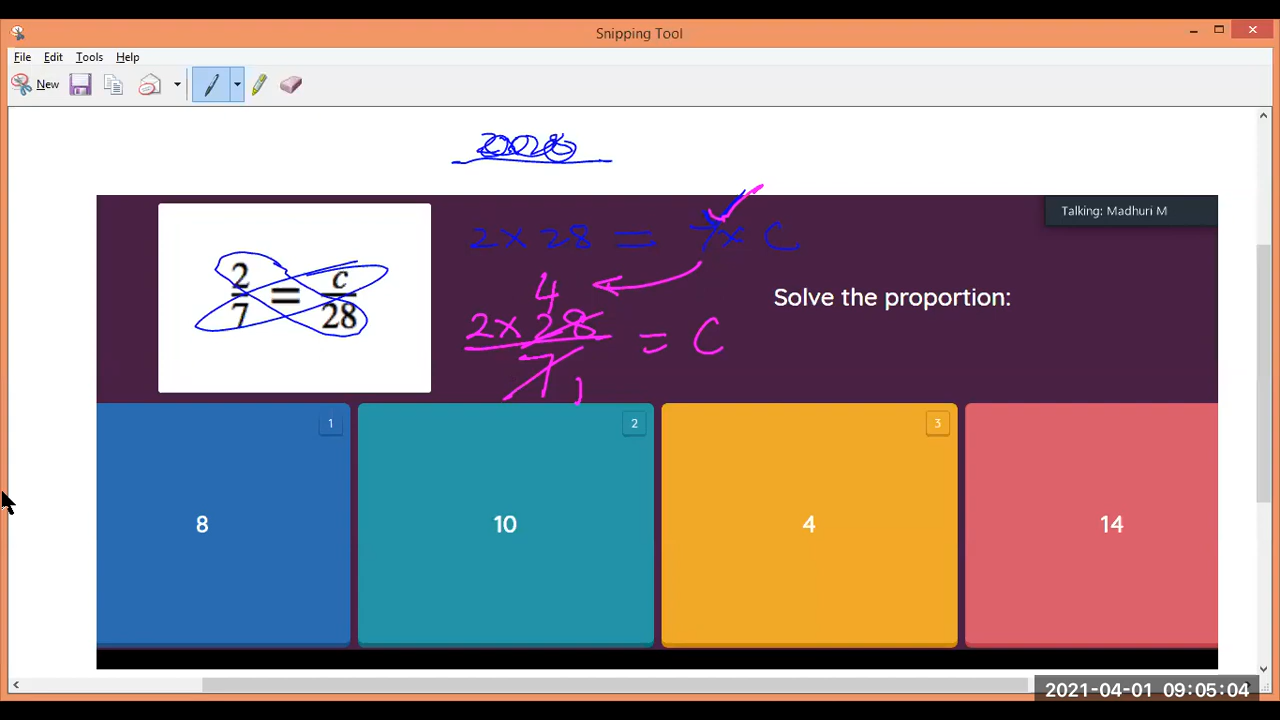 Snipping Tool
File Edit Tools Help
New
2 x 28 = 7 x C
Talking: Madhuri M
2/7 = c/28
4
2 x 28 / 7 = C
1
Solve the proportion:
1
2
3
8
10
4
14
2021-04-01 09:05:04